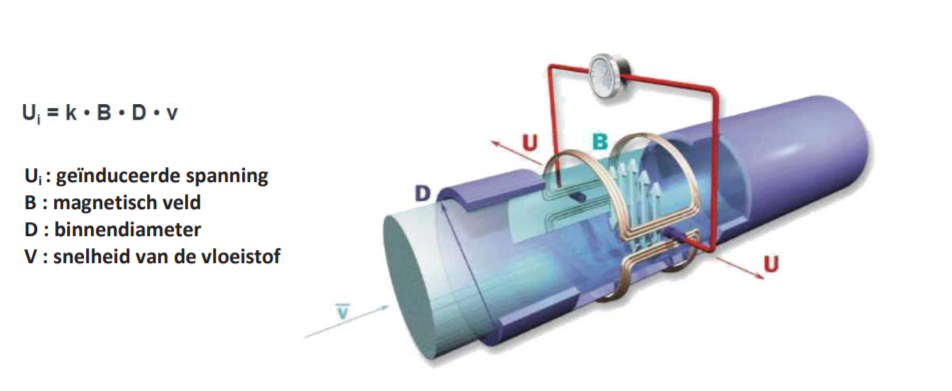 Uᵢ = k • B • D • v
Uᵢ : geïnduceerde spanning
B : magnetisch veld
D : binnendiameter
V : snelheid van de vloeistof
U
B
D
U
v̅